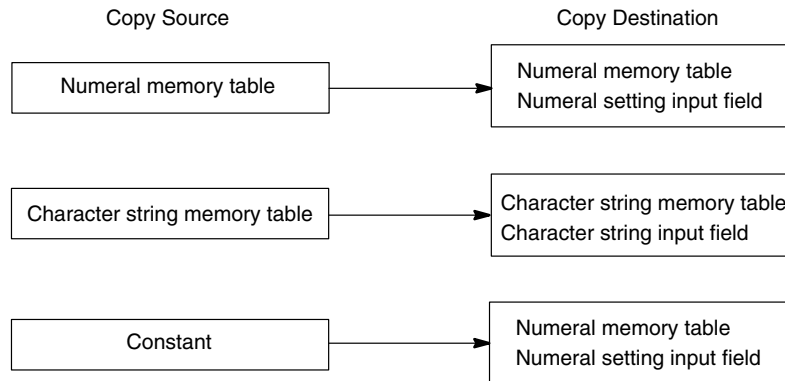 Copy Source
Copy Destination
Numeral memory table
Numeral memory table
Numeral setting input field
Character string memory table
Character string memory table
Character string input field
Constant
Numeral memory table
Numeral setting input field